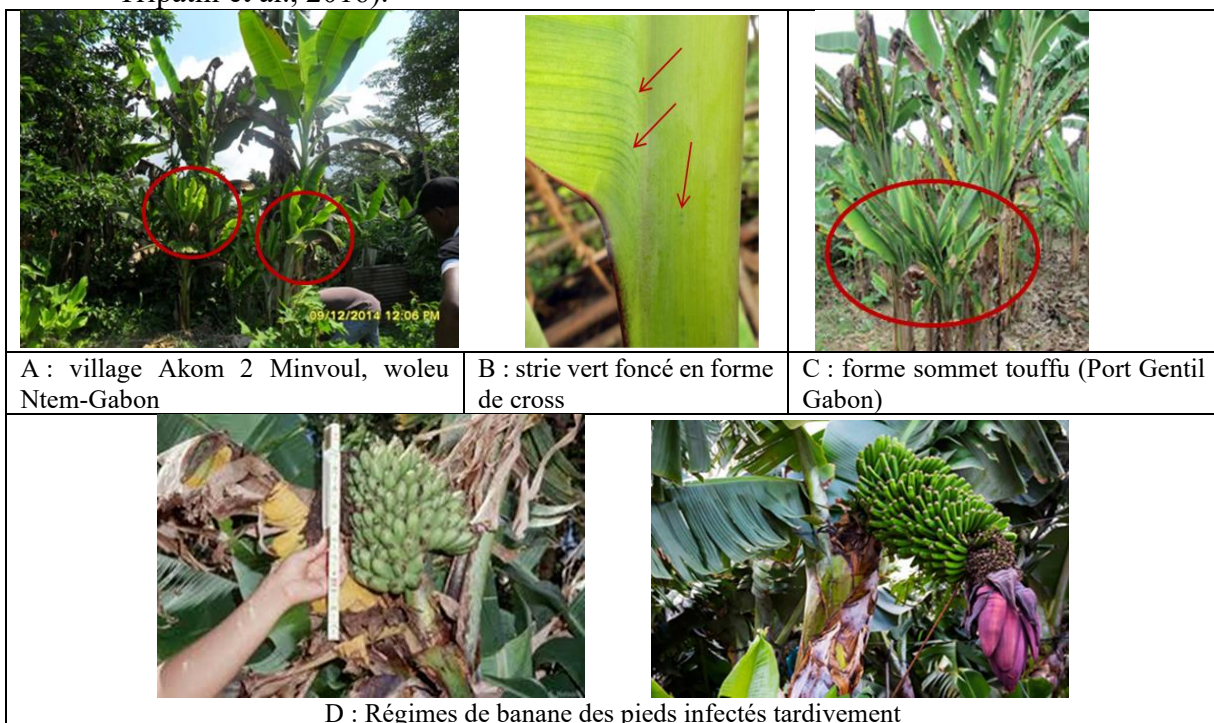 Tripathi et al., 2016).
09/12/2014 12:06 PM
A : village Akom 2 Minvoul, woleu
Ntem-Gabon
B : strie vert foncé en forme
de cross
C : forme sommet touffu (Port Gentil
Gabon)
D : Régimes de banane des pieds infectés tardivement